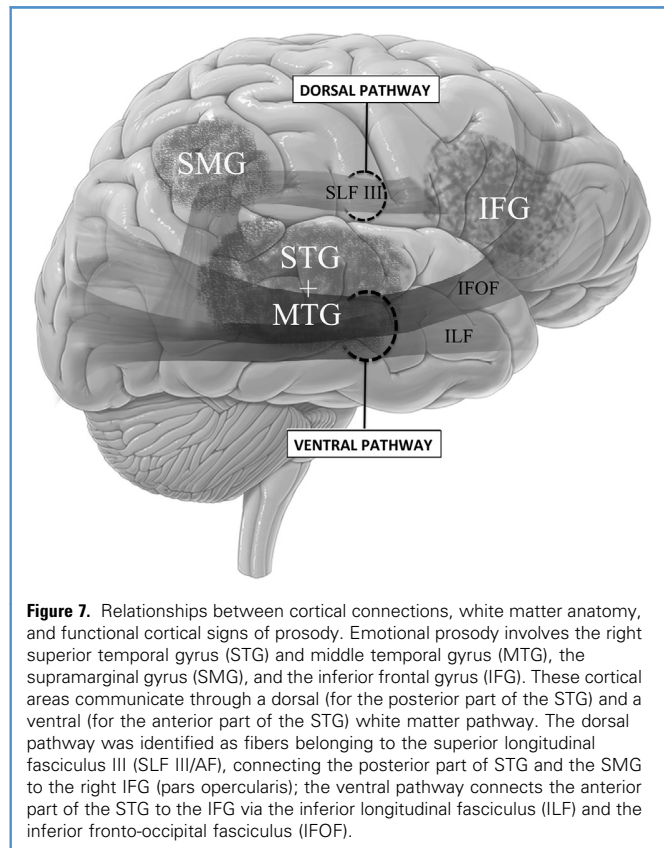 DORSAL PATHWAY
SMG
SLF III
IFG
STG
+
MTG
IFOF
ILF
VENTRAL PATHWAY
Figure 7. Relationships between cortical connections, white matter anatomy,
and functional cortical signs of prosody. Emotional prosody involves the right
superior temporal gyrus (STG) and middle temporal gyrus (MTG), the
supramarginal gyrus (SMG), and the inferior frontal gyrus (IFG). These cortical
areas communicate through a dorsal (for the posterior part of the STG) and a
ventral (for the anterior part of the STG) white matter pathway. The dorsal
pathway was identified as fibers belonging to the superior longitudinal
fasciculus III (SLF III/AF), connecting the posterior part of STG and the SMG
to the right IFG (pars opercularis); the ventral pathway connects the anterior
part of the STG to the IFG via the inferior longitudinal fasciculus (ILF) and the
inferior fronto-occipital fasciculus (IFOF).